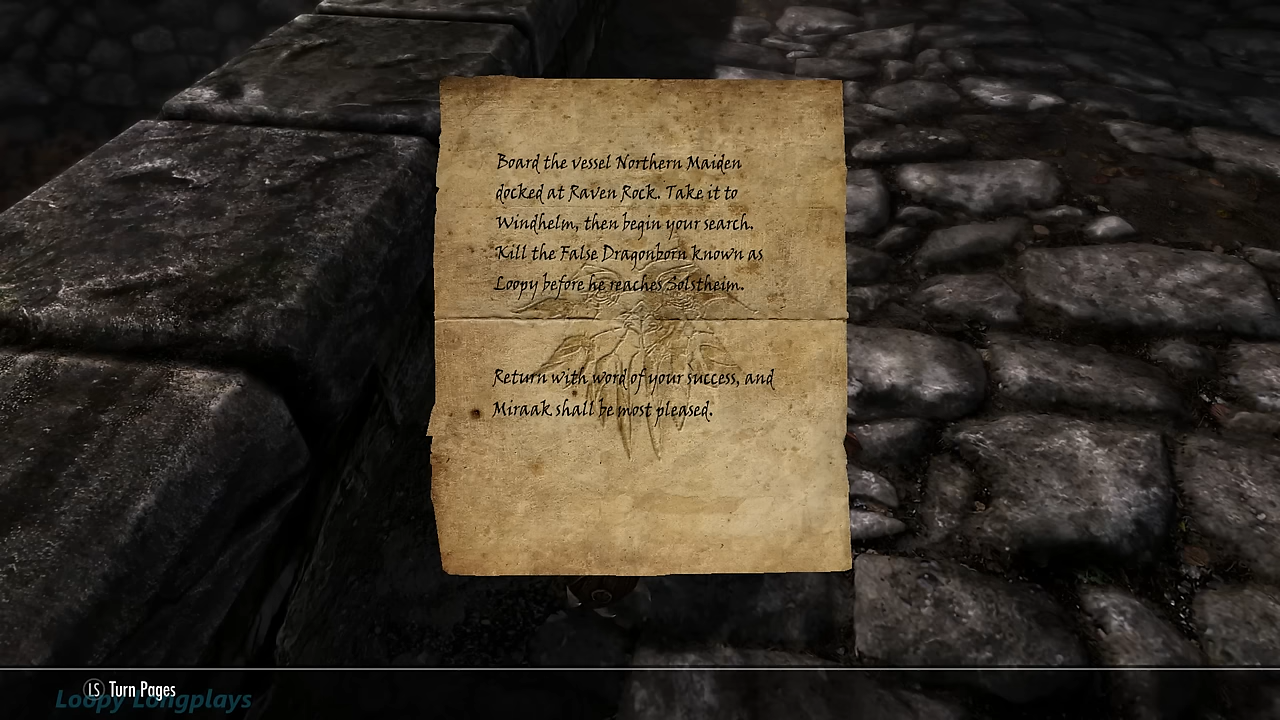 Board the vessel Northern Maiden
docked at Raven Rock. Take it to
Windhelm, then begin your search.
Kill the False Dragonborn known as
Loopy before he reaches Solstheim.
Return with word of your success, and
Miraak shall be most pleased.
LS Turn Pages
Loopy Longplays